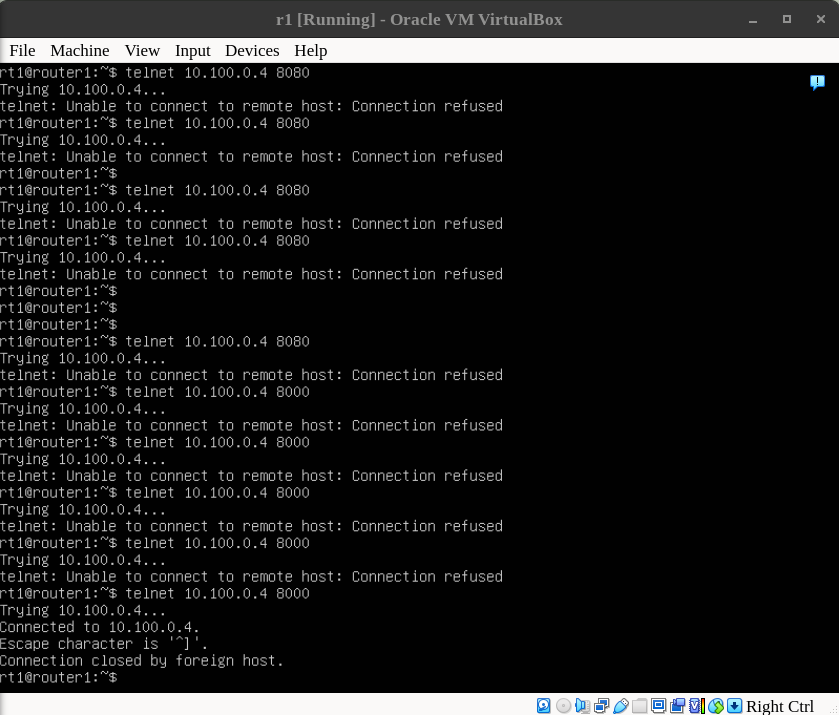 r1 [Running] - Oracle VM VirtualBox
File Machine View Input Devices Help
rt1@router1:~$ telnet 10.100.0.4 8080
Trying 10.100.0.4...
telnet: Unable to connect to remote host: Connection refused
rt1@router1:~$ telnet 10.100.0.4 8080
Trying 10.100.0.4...
telnet: Unable to connect to remote host: Connection refused
rt1@router1:~$
rt1@router1:~$ telnet 10.100.0.4 8080
Trying 10.100.0.4...
telnet: Unable to connect to remote host: Connection refused
rt1@router1:~$ telnet 10.100.0.4 8080
Trying 10.100.0.4...
telnet: Unable to connect to remote host: Connection refused
rt1@router1:~$
rt1@router1:~$
rt1@router1:~$
rt1@router1:~$ telnet 10.100.0.4 8080
Trying 10.100.0.4...
telnet: Unable to connect to remote host: Connection refused
rt1@router1:~$ telnet 10.100.0.4 8000
Trying 10.100.0.4...
telnet: Unable to connect to remote host: Connection refused
rt1@router1:~$ telnet 10.100.0.4 8000
Trying 10.100.0.4...
telnet: Unable to connect to remote host: Connection refused
rt1@router1:~$ telnet 10.100.0.4 8000
Trying 10.100.0.4...
telnet: Unable to connect to remote host: Connection refused
rt1@router1:~$ telnet 10.100.0.4 8000
Trying 10.100.0.4...
telnet: Unable to connect to remote host: Connection refused
rt1@router1:~$ telnet 10.100.0.4 8000
Trying 10.100.0.4...
Connected to 10.100.0.4.
Escape character is '^]'.
Connection closed by foreign host.
rt1@router1:~$
Right Ctrl